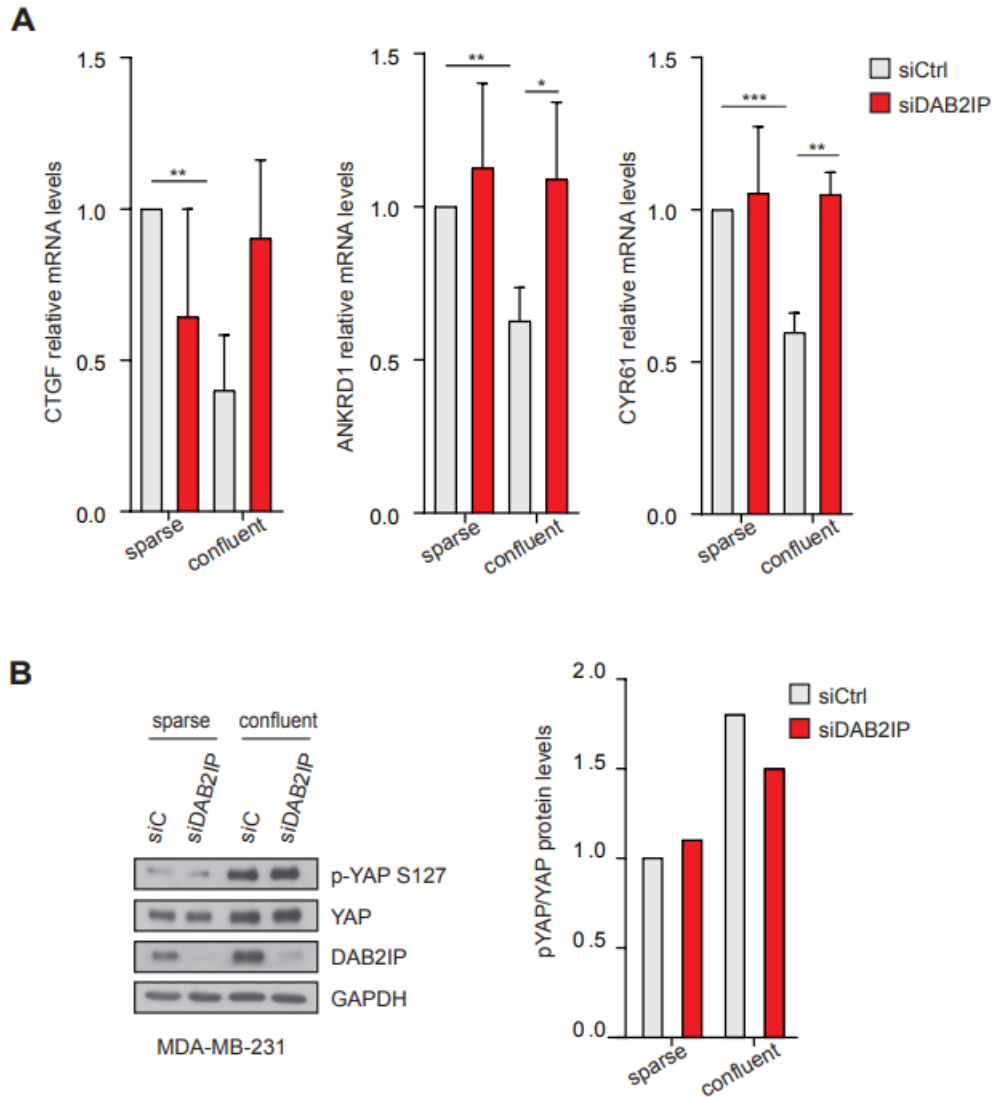 A
CTGF relative mRNA levels
1.5
1.0
0.5
0.0
**
sparse
confluent
ANKRD1 relative mRNA levels
1.5
1.0
0.5
0.0
**
*
sparse
confluent
CYR61 relative mRNA levels
1.5
1.0
0.5
0.0
***
**
sparse
confluent
siCtrl
siDAB2IP
B
sparse confluent
siC siDAB2IP siC siDAB2IP
p-YAP S127
YAP
DAB2IP
GAPDH
MDA-MB-231
pYAP/YAP protein levels
2.0
1.5
1.0
0.5
0.0
sparse
confluent
siCtrl
siDAB2IP